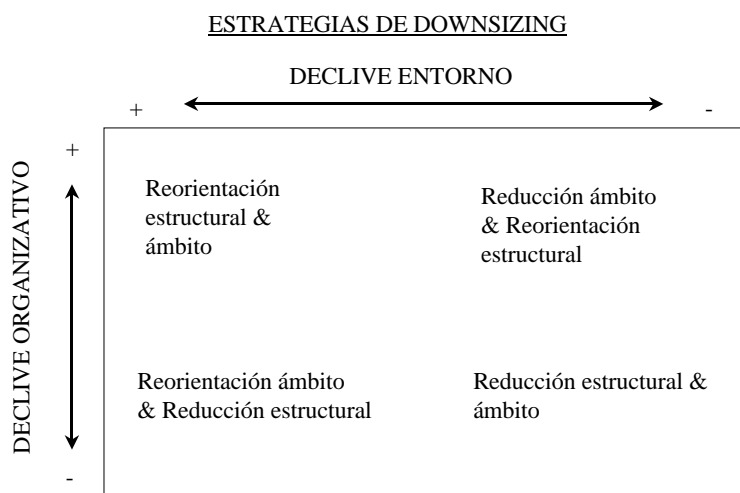 ESTRATEGIAS DE DOWNSIZING
DECLIVE ENTORNO
+
-
+
DECLIVE ORGANIZATIVO
Reorientación
estructural &
ámbito
Reducción ámbito
& Reorientación
estructural
Reorientación ámbito
& Reducción estructural
Reducción estructural &
ámbito
-